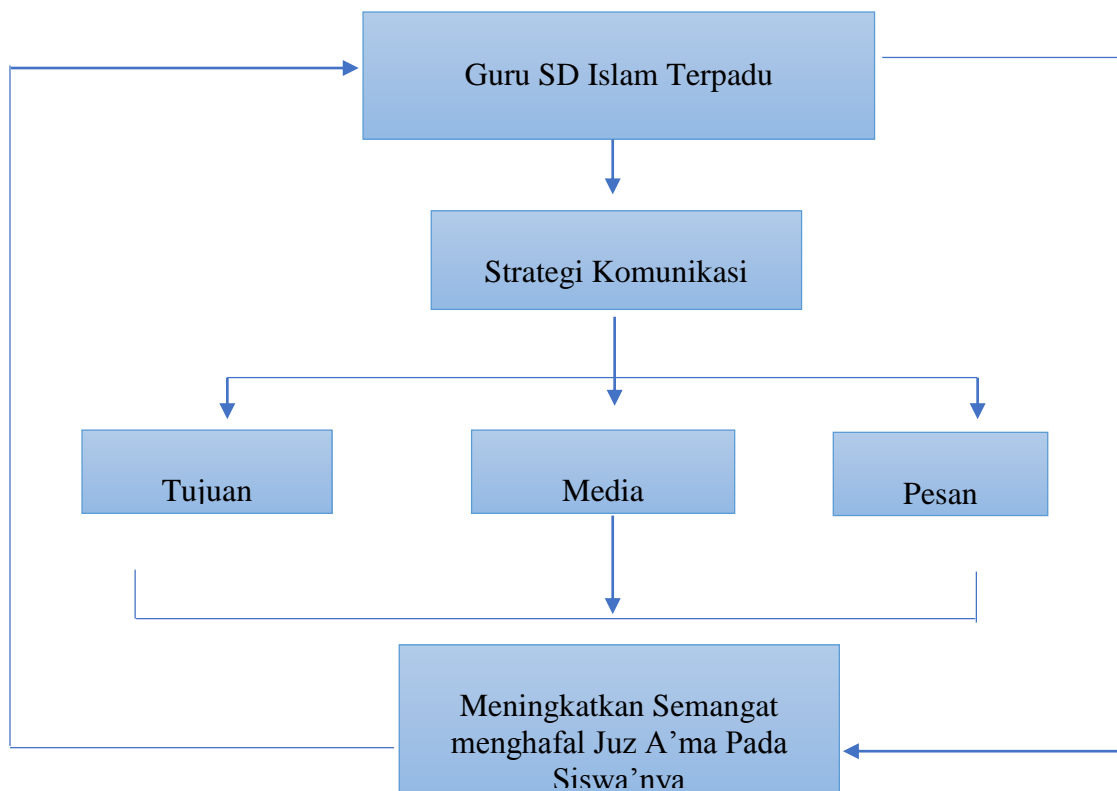 Guru SD Islam Terpadu
Strategi Komunikasi
Tujuan
Media
Pesan
Meningkatkan Semangat
menghafal Juz A’ma Pada
Siswa’nya